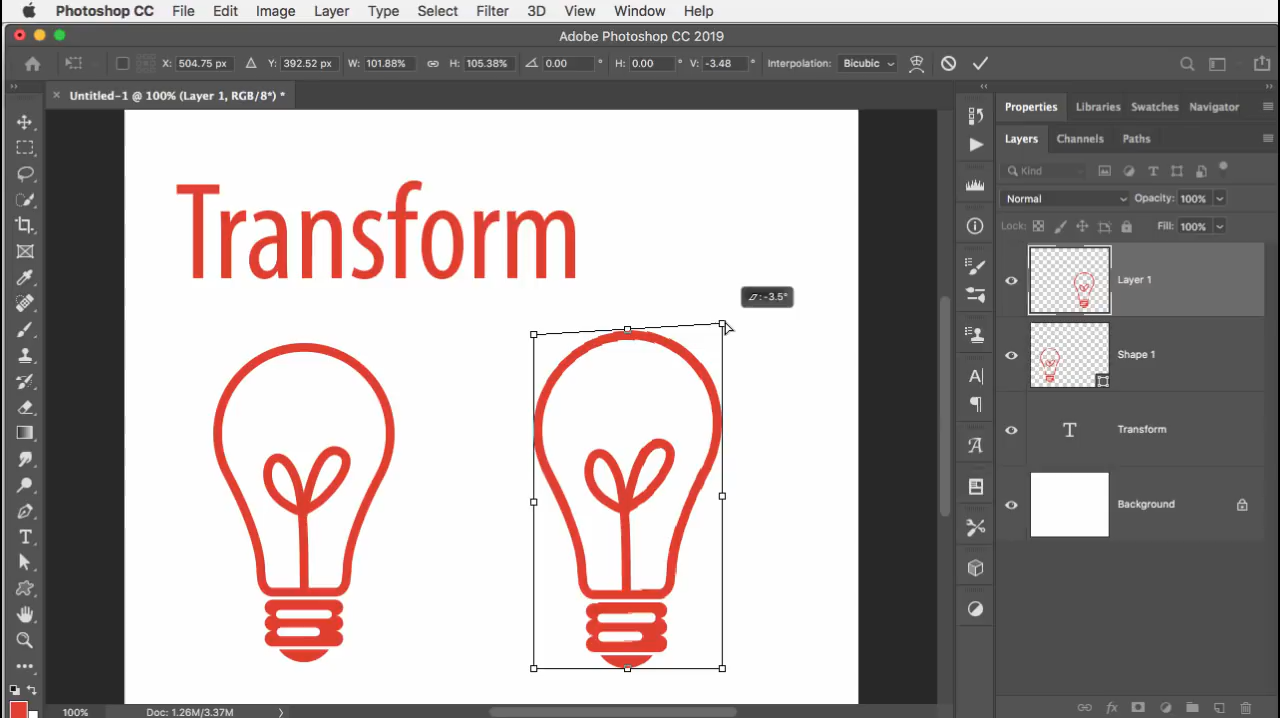 Photoshop CC File Edit Image Layer Type Select Filter 3D View Window Help
Adobe Photoshop CC 2019
X: 504.75 px Y: 392.52 px W: 101.88% H: 105.38% 0.00 ° H: 0.00 ° V: -3.48 ° Interpolation: Bicubic
× Untitled-1 @ 100% (Layer 1, RGB/8*) *
Properties Libraries Swatches Navigator
Layers Channels Paths
Kind
Normal Opacity: 100%
Lock: Fill: 100%
Transform
Layer 1
:-3.5°
Shape 1
Transform
Background
100% Doc: 1.26M/3.37M